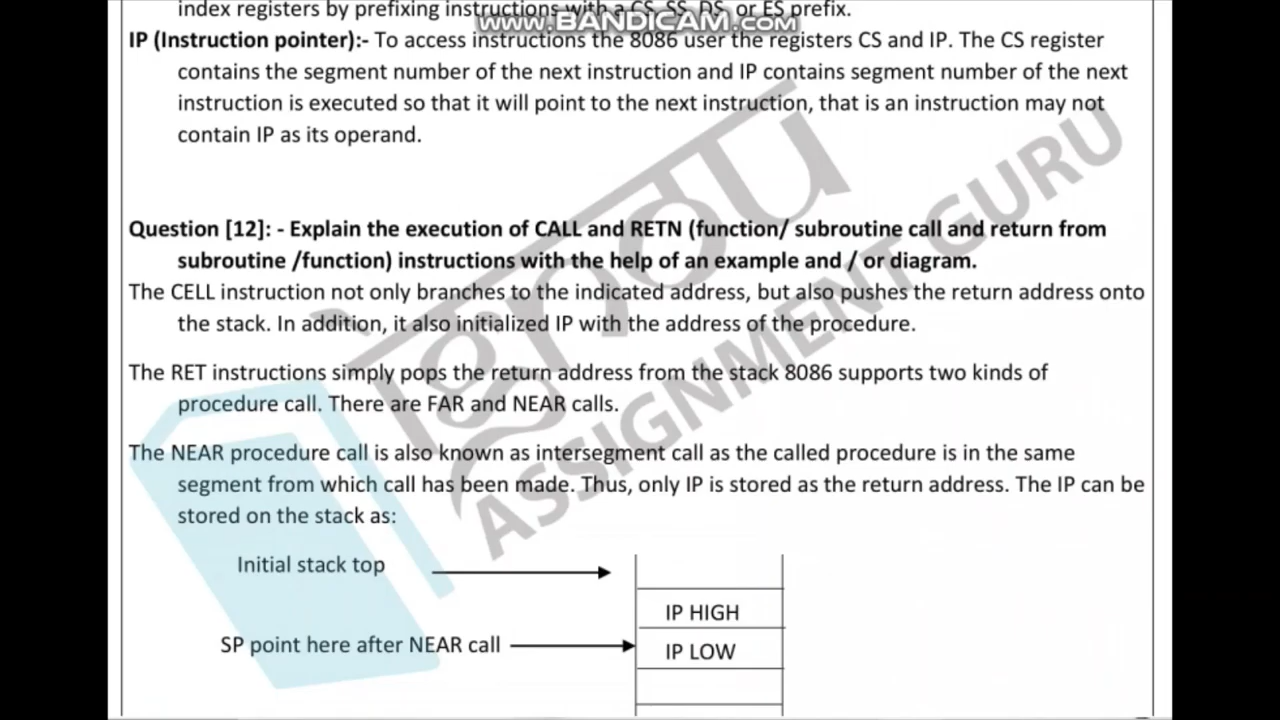 index registers by prefixing instructions with a CS, SS, DS, or ES prefix.
www.BANDICAM.com
IP (Instruction pointer):- To access instructions the 8086 user the registers CS and IP. The CS register
contains the segment number of the next instruction and IP contains segment number of the next
instruction is executed so that it will point to the next instruction, that is an instruction may not
contain IP as its operand.
Question [12]: - Explain the execution of CALL and RETN (function/ subroutine call and return from
subroutine /function) instructions with the help of an example and / or diagram.
The CELL instruction not only branches to the indicated address, but also pushes the return address onto
the stack. In addition, it also initialized IP with the address of the procedure.
The RET instructions simply pops the return address from the stack 8086 supports two kinds of
procedure call. There are FAR and NEAR calls.
The NEAR procedure call is also known as intersegment call as the called procedure is in the same
segment from which call has been made. Thus, only IP is stored as the return address. The IP can be
stored on the stack as:
Initial stack top
IP HIGH
SP point here after NEAR call
IP LOW
ASSIGNMENT GURU